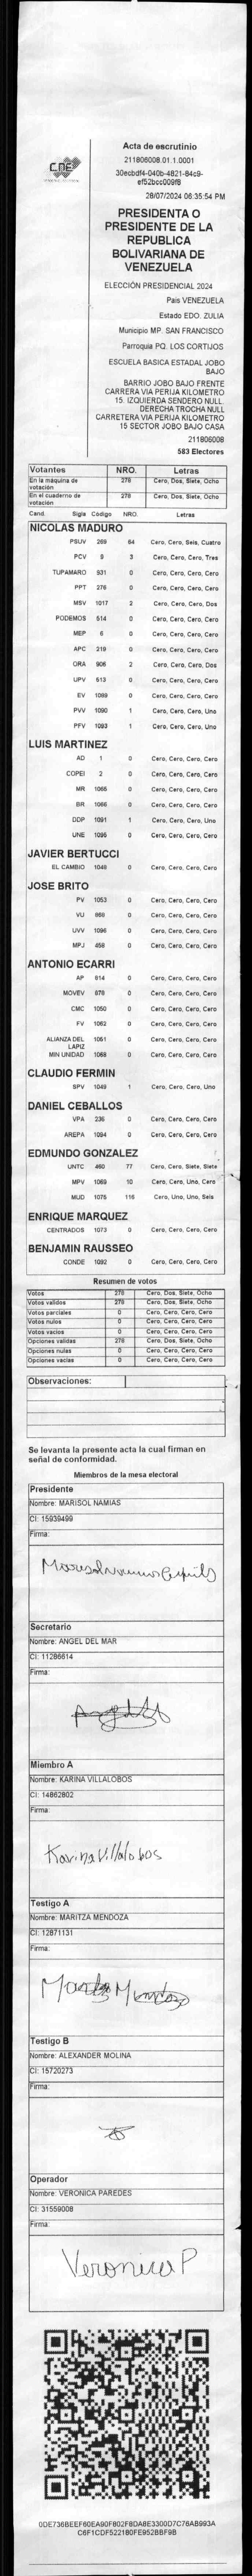 CNE
Acta de escrutinio
211806008.01.1.0001
30ecbdf4-040b-4821-84c9-
ef52bcc009f8
28/07/2024 06:35:54 PM
PRESIDENTA O
PRESIDENTE DE LA
REPUBLICA
BOLIVARIANA DE
VENEZUELA
ELECCIÓN PRESIDENCIAL 2024
Pais VENEZUELA
Estado EDO. ZULIA
Municipio MP. SAN FRANCISCO
Parroquia PQ. LOS CORTIJOS
ESCUELA BASICA ESTADAL JOBO
BAJO
BARRIO JOBO BAJO FRENTE
CARRERA VIA PERIJA KILOMETRO
15. IZQUIERDA SENDERO NULL.
DERECHA TROCHA NULL
CARRETERA VIA PERIJA KILOMETRO
15 SECTOR JOBO BAJO CASA
211806008
583 Electores
Votantes NRO. Letras
En la máquina de votación 278 Cero, Dos, Siete, Ocho
En el cuaderno de votación 278 Cero, Dos, Siete, Ocho
Cand. Sigla Código NRO. Letras
NICOLAS MADURO
PSUV 269 64 Cero, Cero, Seis, Cuatro
PCV 9 3 Cero, Cero, Cero, Tres
TUPAMARO 931 0 Cero, Cero, Cero, Cero
PPT 276 0 Cero, Cero, Cero, Cero
MSV 1017 2 Cero, Cero, Cero, Dos
PODEMOS 514 0 Cero, Cero, Cero, Cero
MEP 6 0 Cero, Cero, Cero, Cero
APC 219 0 Cero, Cero, Cero, Cero
ORA 906 2 Cero, Cero, Cero, Dos
UPV 513 0 Cero, Cero, Cero, Cero
EV 1089 0 Cero, Cero, Cero, Cero
PVV 1090 1 Cero, Cero, Cero, Uno
PFV 1093 1 Cero, Cero, Cero, Uno
LUIS MARTINEZ
AD 1 0 Cero, Cero, Cero, Cero
COPEI 2 0 Cero, Cero, Cero, Cero
MR 1065 0 Cero, Cero, Cero, Cero
BR 1066 0 Cero, Cero, Cero, Cero
DDP 1091 1 Cero, Cero, Cero, Uno
UNE 1095 0 Cero, Cero, Cero, Cero
JAVIER BERTUCCI
EL CAMBIO 1048 0 Cero, Cero, Cero, Cero
JOSE BRITO
PV 1053 0 Cero, Cero, Cero, Cero
VU 869 0 Cero, Cero, Cero, Cero
UVV 1096 0 Cero, Cero, Cero, Cero
MPJ 458 0 Cero, Cero, Cero, Cero
ANTONIO ECARRI
AP 814 0 Cero, Cero, Cero, Cero
MOVEV 879 0 Cero, Cero, Cero, Cero
CMC 1050 0 Cero, Cero, Cero, Cero
FV 1062 0 Cero, Cero, Cero, Cero
ALIANZA DEL LAPIZ 1051 0 Cero, Cero, Cero, Cero
MIN UNIDAD 1068 0 Cero, Cero, Cero, Cero
CLAUDIO FERMIN
SPV 1049 1 Cero, Cero, Cero, Uno
DANIEL CEBALLOS
VPA 236 0 Cero, Cero, Cero, Cero
AREPA 1094 0 Cero, Cero, Cero, Cero
EDMUNDO GONZALEZ
UNTC 460 77 Cero, Cero, Siete, Siete
MPV 1069 10 Cero, Cero, Uno, Cero
MUD 1075 116 Cero, Uno, Uno, Seis
ENRIQUE MARQUEZ
CENTRADOS 1073 0 Cero, Cero, Cero, Cero
BENJAMIN RAUSSEO
CONDE 1092 0 Cero, Cero, Cero, Cero
Resumen de votos
Votos 278 Cero, Dos, Siete, Ocho
Votos validos 278 Cero, Dos, Siete, Ocho
Votos parciales 0 Cero, Cero, Cero, Cero
Votos nulos 0 Cero, Cero, Cero, Cero
Votos vacios 0 Cero, Cero, Cero, Cero
Opciones validas 278 Cero, Dos, Siete, Ocho
Opciones nulas 0 Cero, Cero, Cero, Cero
Opciones vacias 0 Cero, Cero, Cero, Cero
Observaciones:
Se levanta la presente acta la cual firman en
señal de conformidad.
Miembros de la mesa electoral
Presidente
Nombre: MARISOL NAMIAS
CI: 15939499
Firma:
Secretario
Nombre: ANGEL DEL MAR
CI: 11286614
Firma:
Miembro A
Nombre: KARINA VILLALOBOS
CI: 14862802
Firma:
Karina Villalobos
Testigo A
Nombre: MARITZA MENDOZA
CI: 12871131
Firma:
Testigo B
Nombre: ALEXANDER MOLINA
CI: 15720273
Firma:
Operador
Nombre: VERONICA PAREDES
CI: 31559008
Firma:
Veronica P
0DE736BEEF60EA90F802F8DA8E3300D7C78AB993A
C6F1CDF522180FE952BBF9B